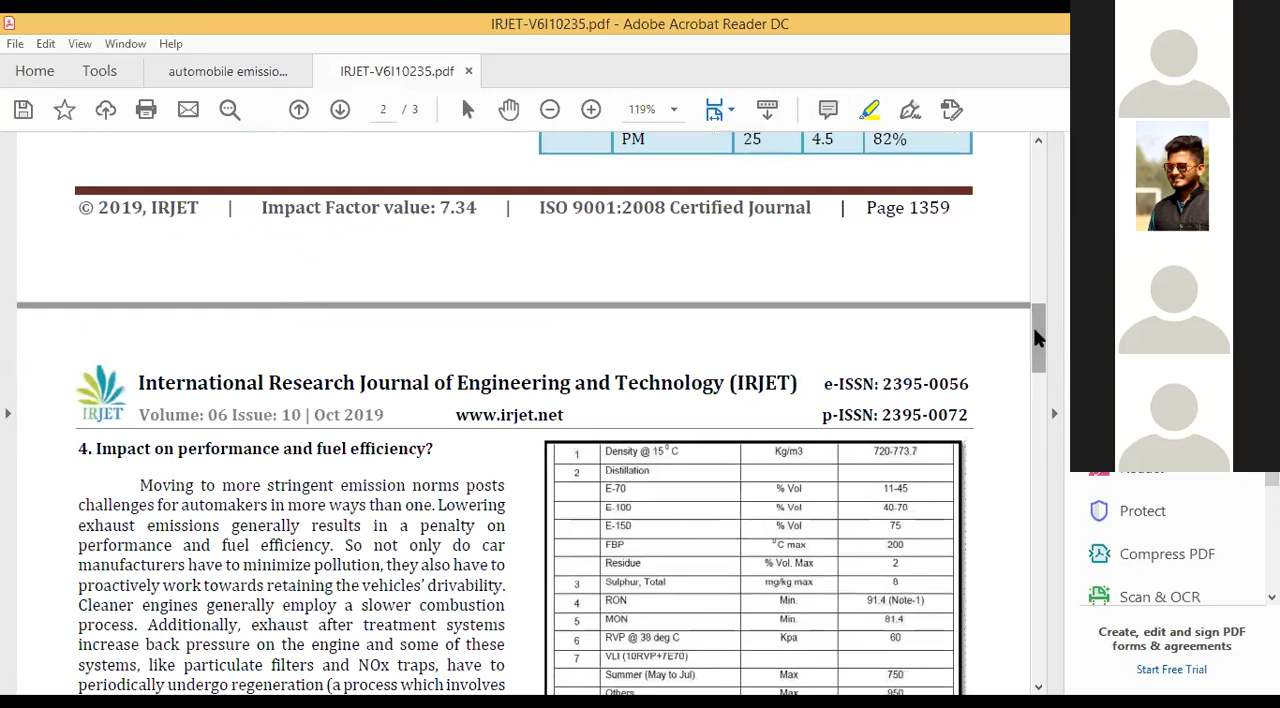 IRJET-V6I10235.pdf - Adobe Acrobat Reader DC
File Edit View Window Help
Home Tools automobile emissio... IRJET-V6I10235.pdf ×
2 / 3 119%
PM 25 4.5 82%
© 2019, IRJET | Impact Factor value: 7.34 | ISO 9001:2008 Certified Journal | Page 1359
IRJET
International Research Journal of Engineering and Technology (IRJET) e-ISSN: 2395-0056
Volume: 06 Issue: 10 | Oct 2019 www.irjet.net p-ISSN: 2395-0072
4. Impact on performance and fuel efficiency?
Moving to more stringent emission norms posts
challenges for automakers in more ways than one. Lowering
exhaust emissions generally results in a penalty on
performance and fuel efficiency. So not only do car
manufacturers have to minimize pollution, they also have to
proactively work towards retaining the vehicles' drivability.
Cleaner engines generally employ a slower combustion
process. Additionally, exhaust after treatment systems
increase back pressure on the engine and some of these
systems, like particulate filters and NOx traps, have to
periodically undergo regeneration (a process which involves
1 Density @ 15⁰ C Kg/m3 720-773.7
2 Distillation
E-70 % Vol 11-45
E-100 % Vol 40-70
E-150 % Vol 75
FBP ⁰C max 200
Residue % Vol. Max 2
3 Sulphur, Total mg/kg max 8
4 RON Min. 91.4 (Note-1)
5 MON Min. 81.4
6 RVP @ 38 deg C Kpa 60
7 VLI (10RVP+7E70)
Summer (May to Jul) Max 750
Others Max 950
Protect
Compress PDF
Scan & OCR
Create, edit and sign PDF
forms & agreements
Start Free Trial